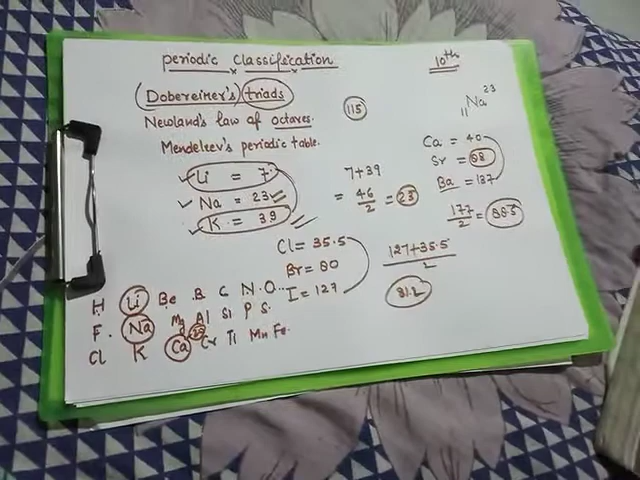 periodic classification
10th
(Dobereiner's) triads
Newland's law of octaves.
115
Mendeleev's periodic table.
11 Na 23
Li = 7.
Na = 23
K = 39
7+39
= 46/2 = 23
Ca = 40
Sr = 88
Ba = 137
177/2 = 88.5
Cl = 35.5
Br = 80
I = 127
127+35.5/2
81.2
H Li Be B C N. O..
F. Na Mg Al Si P S.
Cl K Ca Cr Ti Mn Fe.